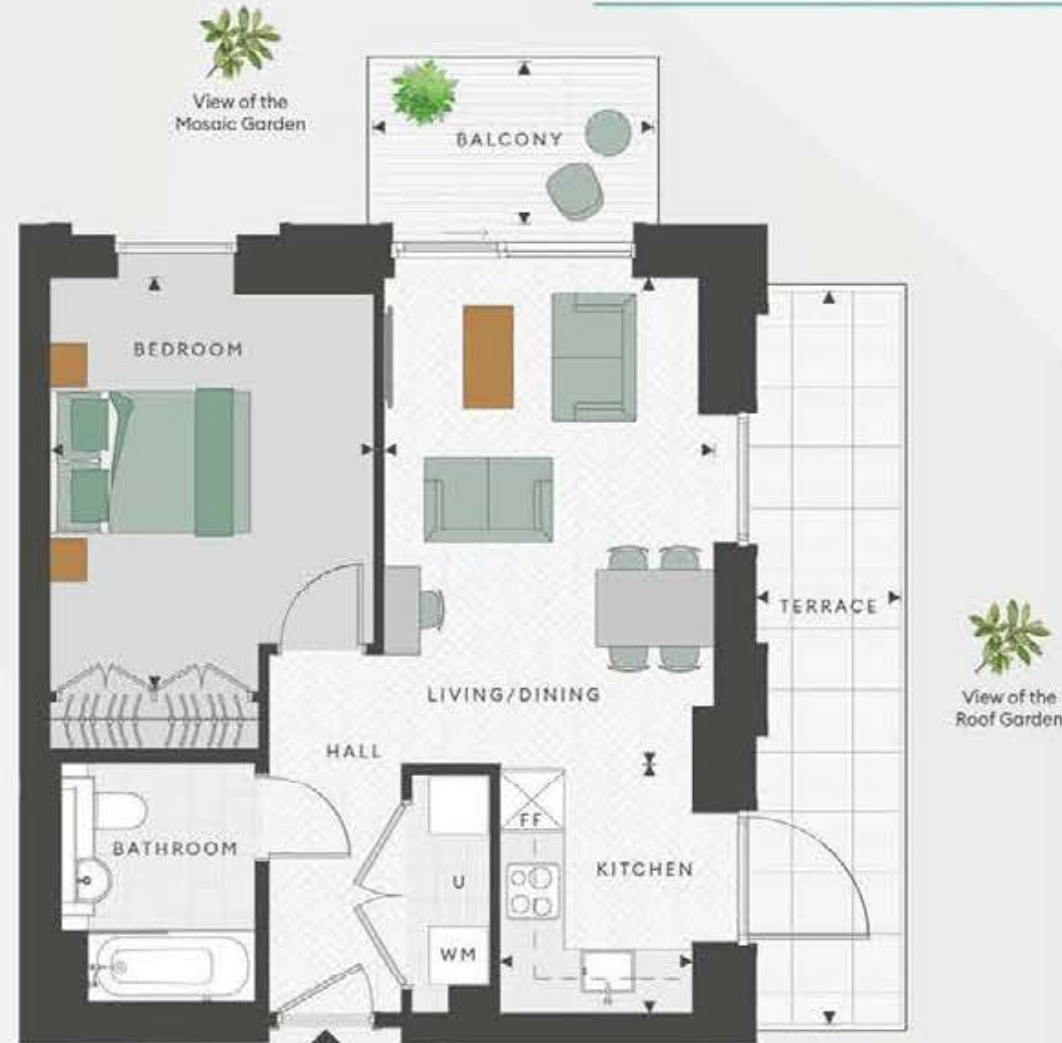 View of the
Mosaic Garden
BALCONY
BEDROOM
TERRACE
View of the
Roof Garden
LIVING/DINING
HALL
FF
BATHROOM
KITCHEN
U
WM